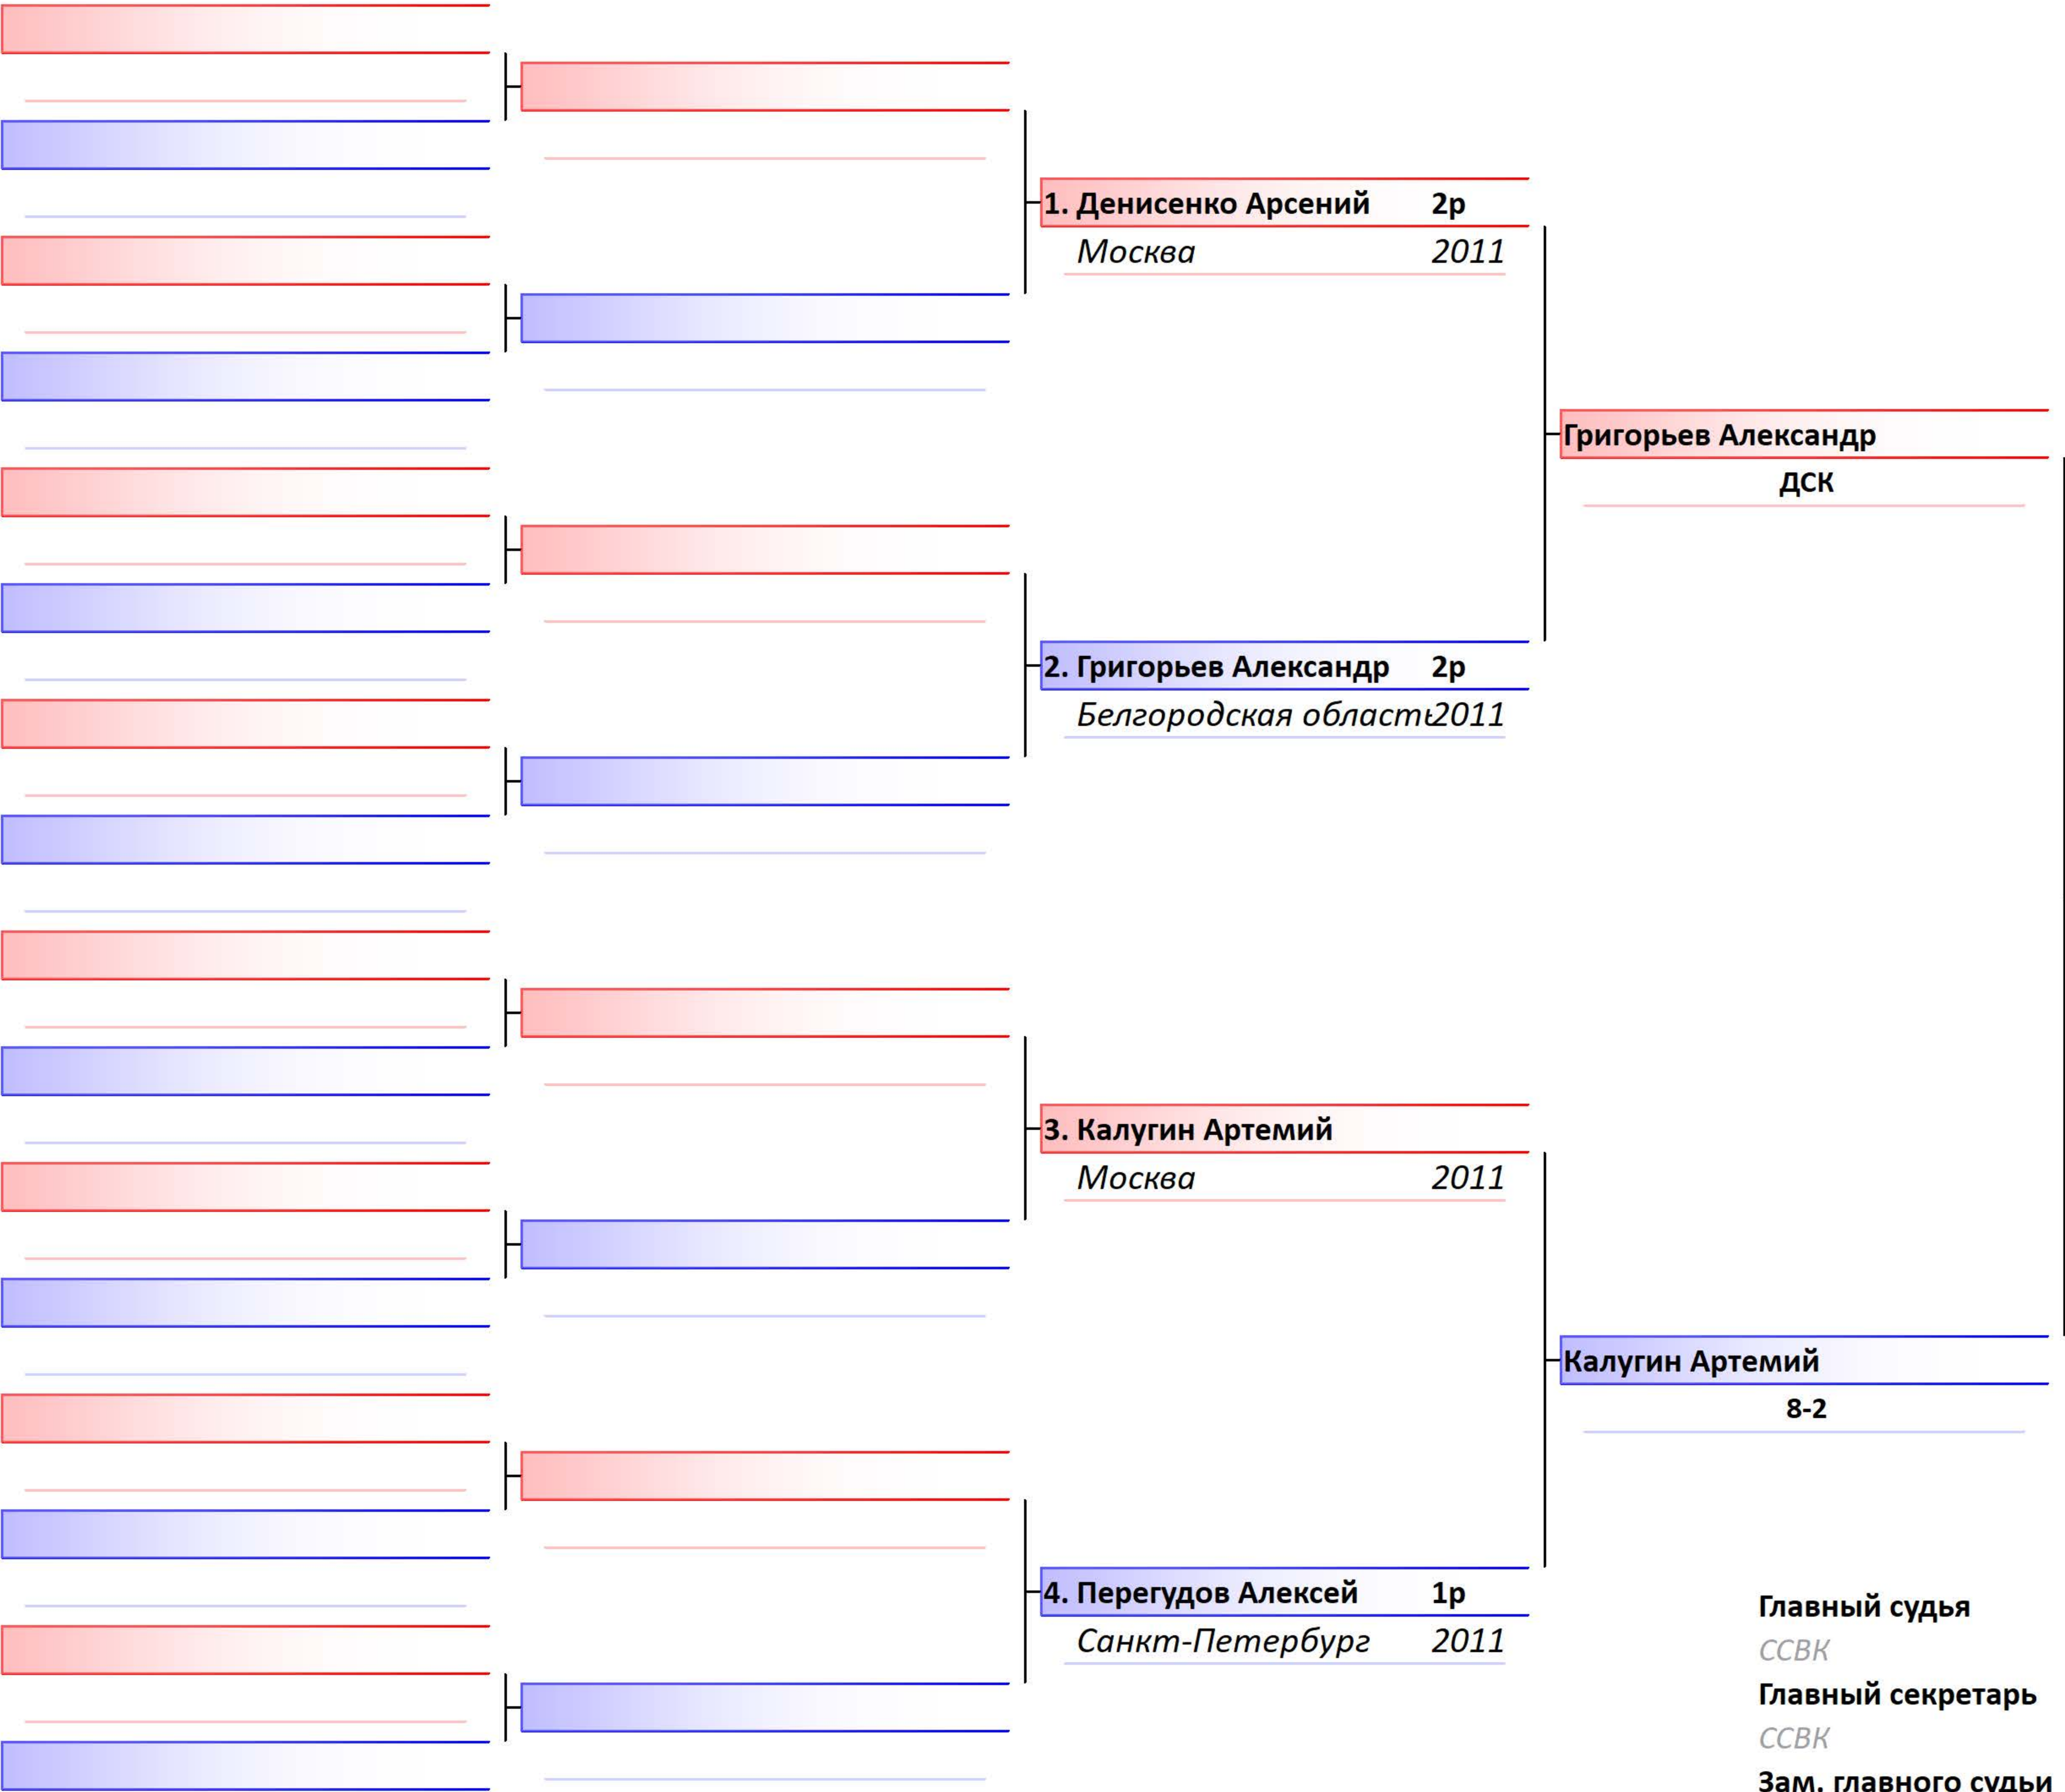 1. Денисенко Арсений 2р
Москва 2011
Григорьев Александр
ДСК
2. Григорьев Александр 2р
Белгородская область 2011
3. Калугин Артемий
Москва 2011
Калугин Артемий
8-2
4. Перегудов Алексей 1р
Санкт-Петербург 2011
Главный судья
ССВК
Главный секретарь
ССВК
Зам. главного судьи